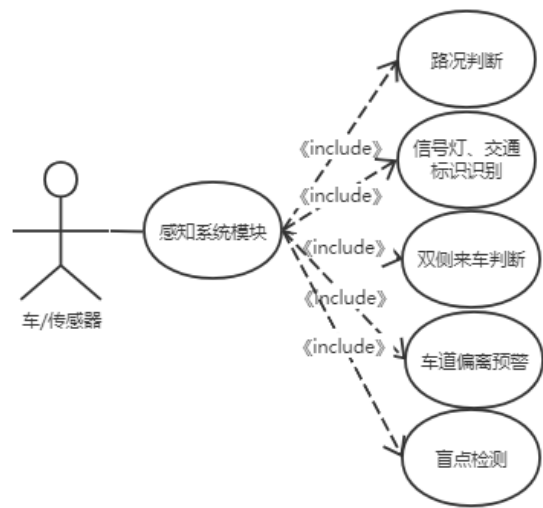 路况判断
《include》
信号灯、交通
标识识别
《include》
感知系统模块
《include》
双侧来车判断
《include》
车/传感器
《include》
车道偏离预警
盲点检测